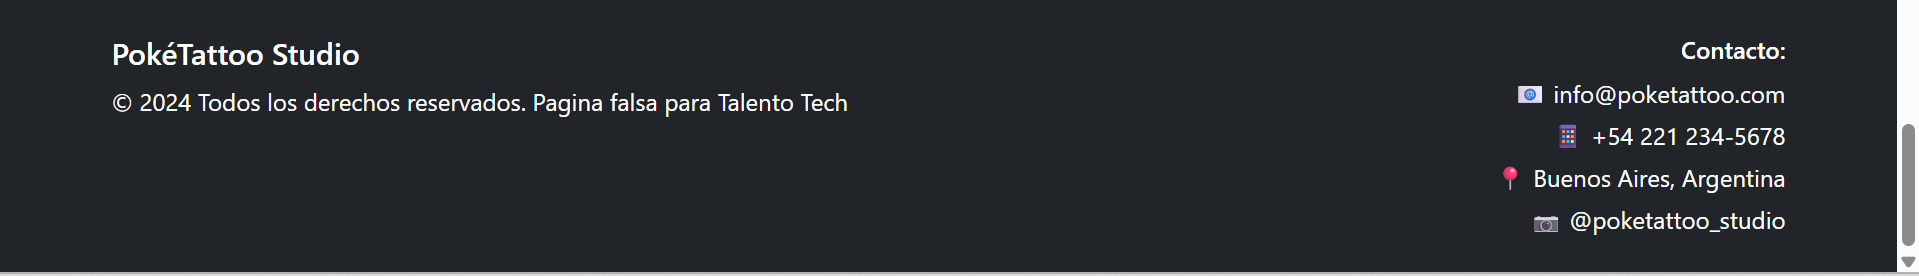 PokéTattoo Studio
© 2024 Todos los derechos reservados. Pagina falsa para Talento Tech
Contacto:
📧 info@poketattoo.com
📱 +54 221 234-5678
📍 Buenos Aires, Argentina
📷 @poketattoo_studio